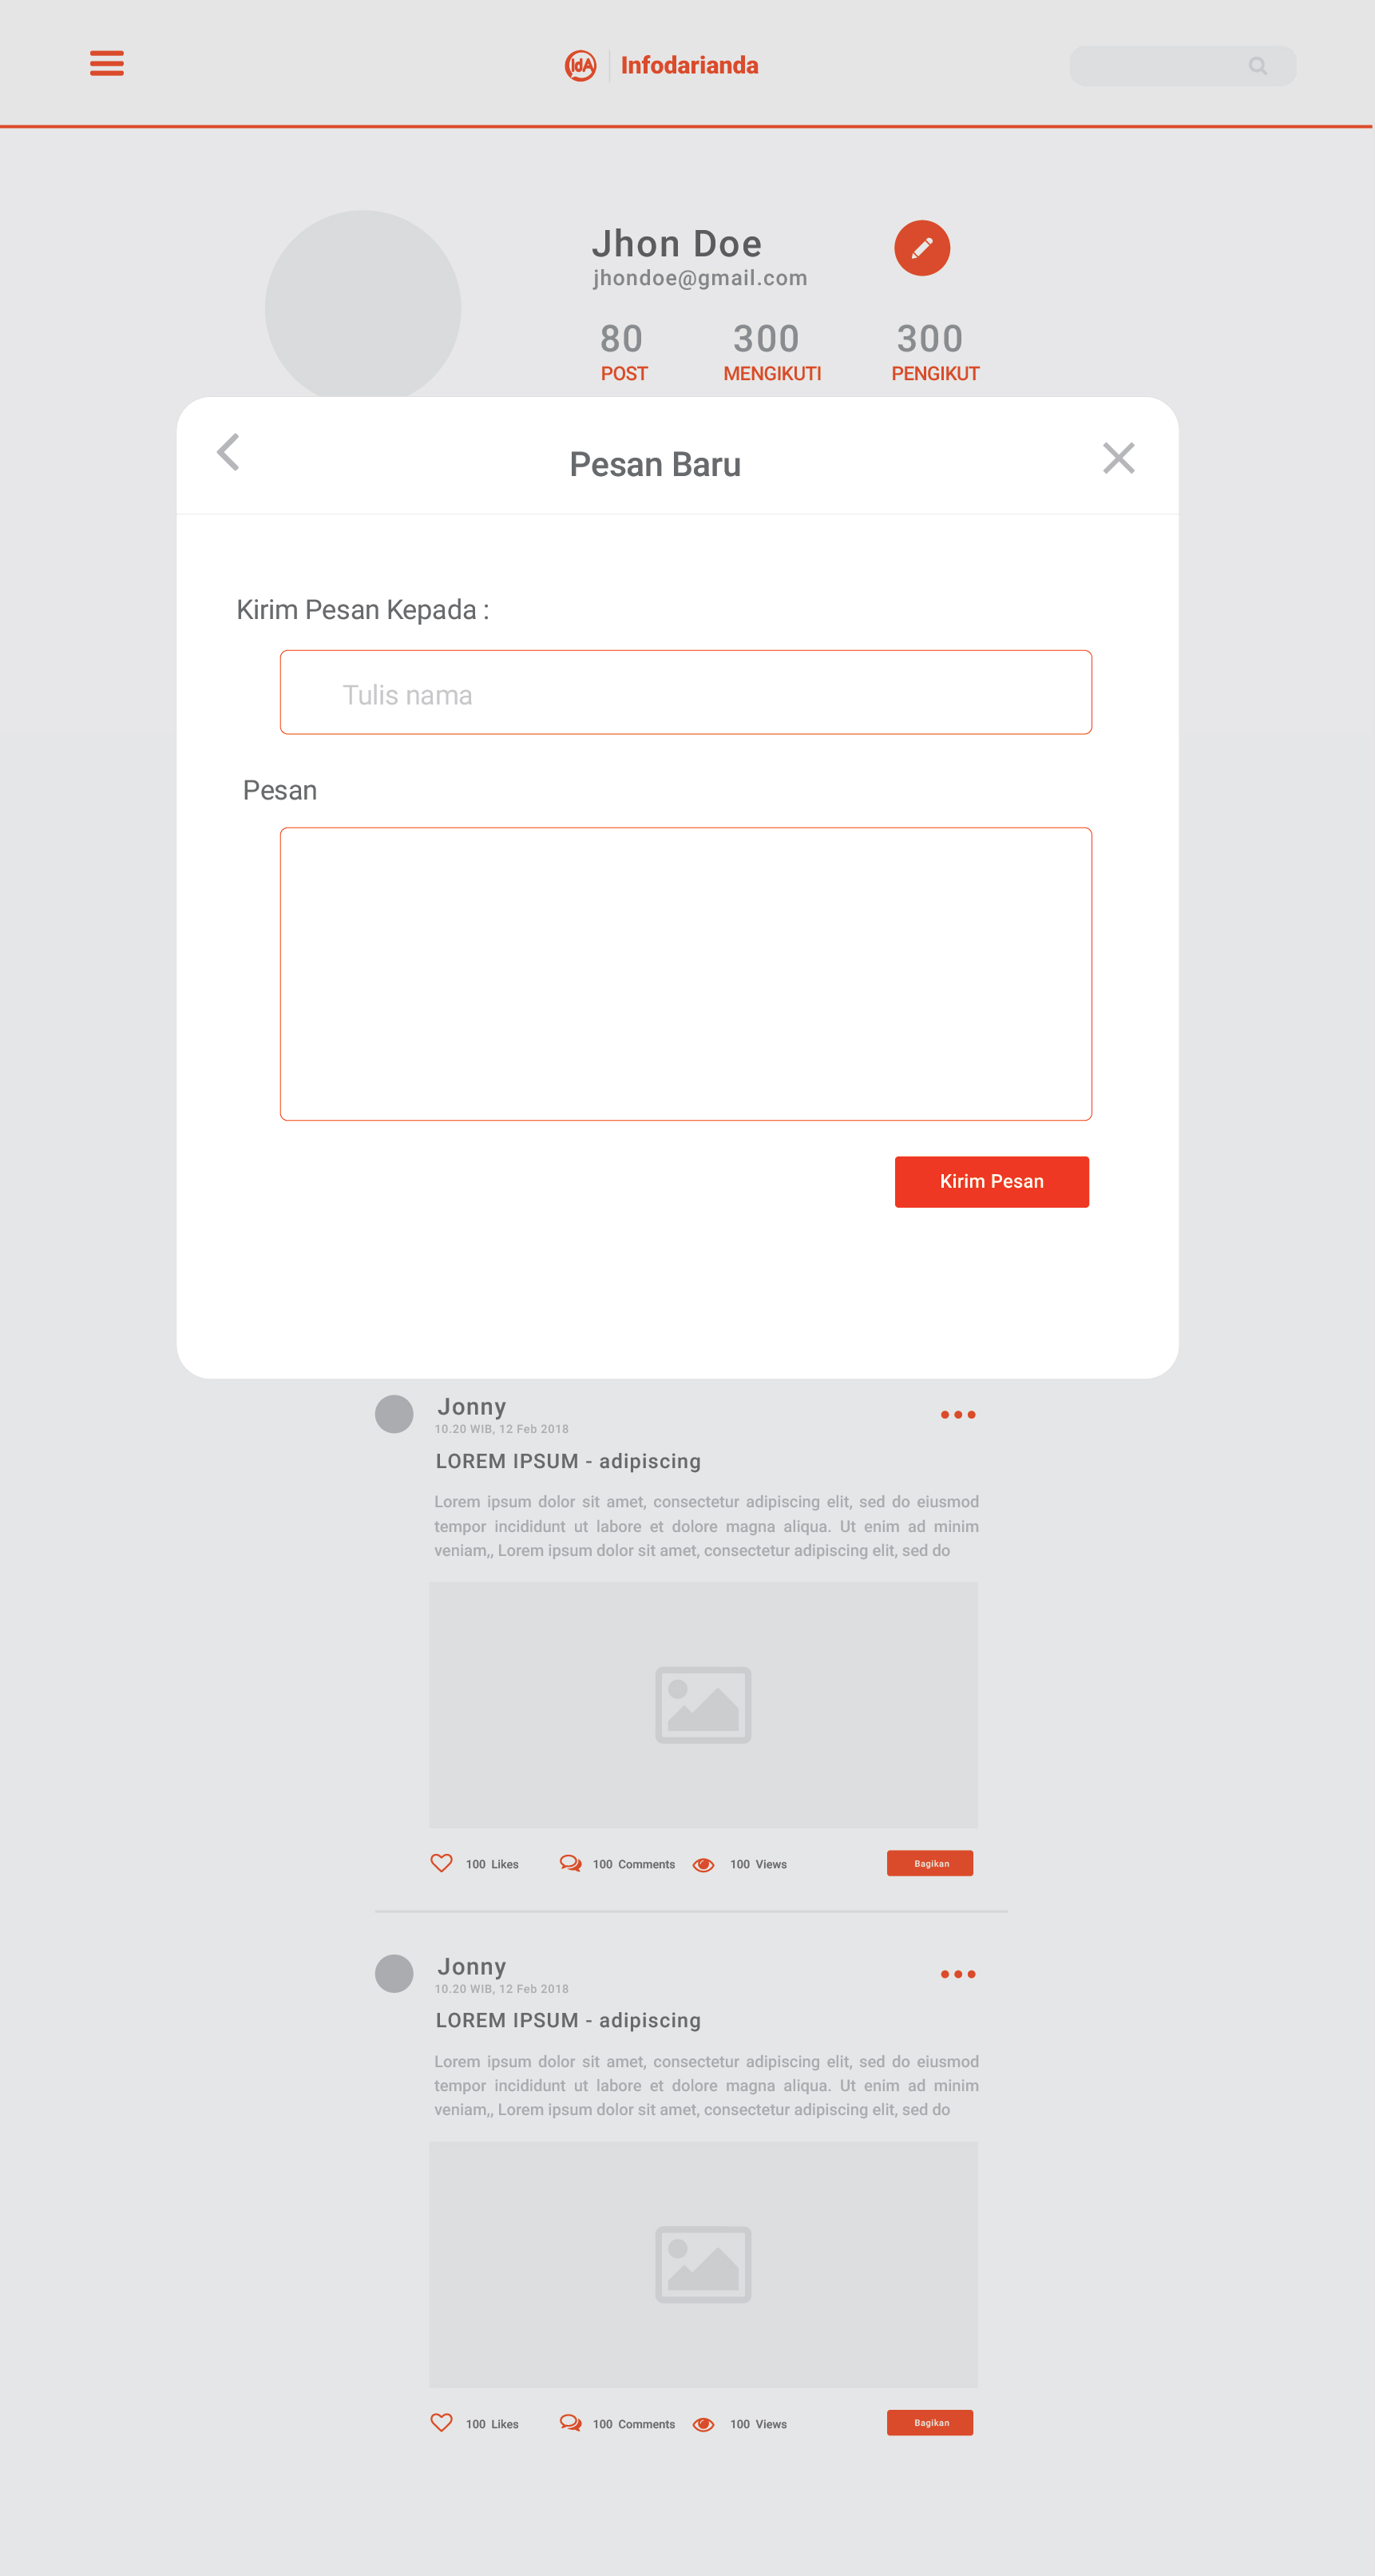 IdA Infodarianda
Jhon Doe
jhondoe@gmail.com
80 300 300
POST MENGIKUTI PENGIKUT
Pesan Baru
Kirim Pesan Kepada :
Tulis nama
Pesan
Kirim Pesan
Jonny
10.20 WIB, 12 Feb 2018
LOREM IPSUM - adipiscing
Lorem ipsum dolor sit amet, consectetur adipiscing elit, sed do eiusmod
tempor incididunt ut labore et dolore magna aliqua. Ut enim ad minim
veniam,, Lorem ipsum dolor sit amet, consectetur adipiscing elit, sed do
100 Likes 100 Comments 100 Views Bagikan
Jonny
10.20 WIB, 12 Feb 2018
LOREM IPSUM - adipiscing
Lorem ipsum dolor sit amet, consectetur adipiscing elit, sed do eiusmod
tempor incididunt ut labore et dolore magna aliqua. Ut enim ad minim
veniam,, Lorem ipsum dolor sit amet, consectetur adipiscing elit, sed do
100 Likes 100 Comments 100 Views Bagikan